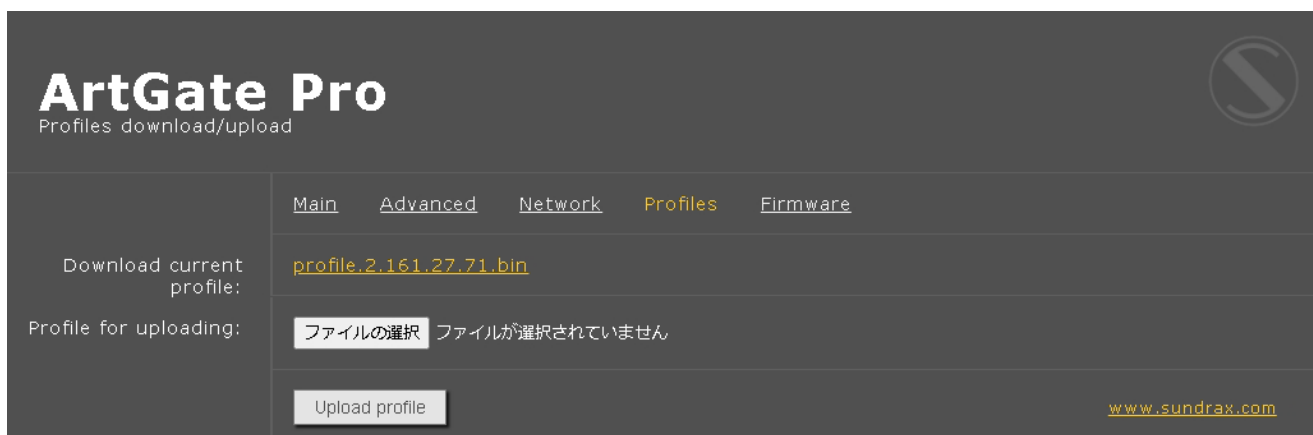 ArtGate Pro
Profiles download/upload
Main Advanced Network Profiles Firmware
Download current
profile:
profile.2.161.27.71.bin
Profile for uploading:
ファイルの選択 ファイルが選択されていません
Upload profile
www.sundrax.com